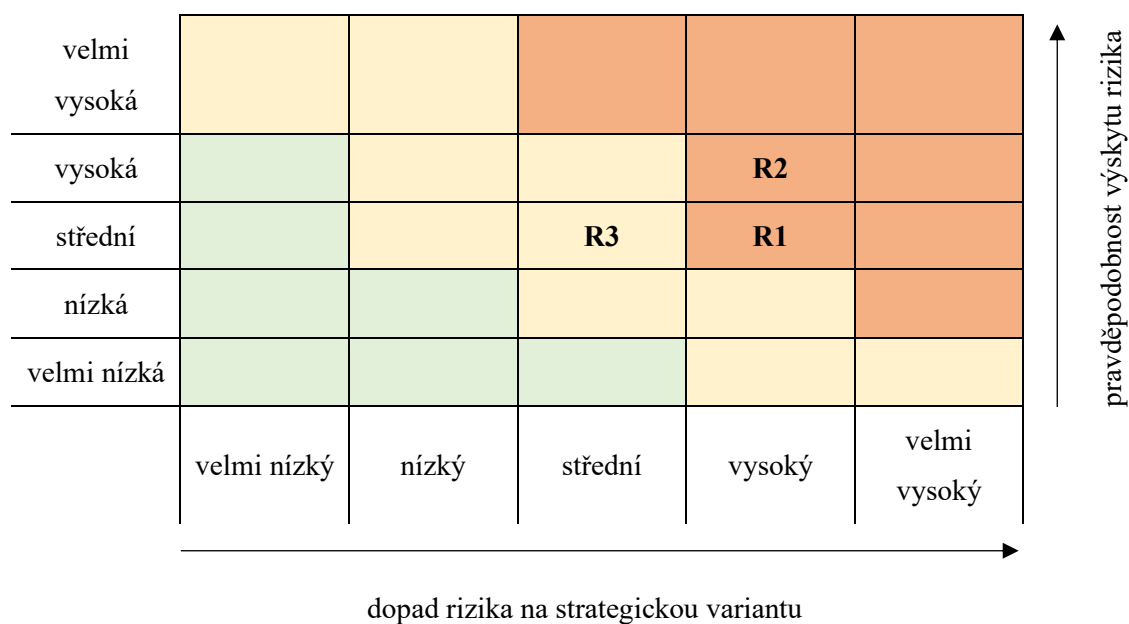 velmi
vysoká
vysoká
R2
střední
R3
R1
nízká
velmi nízká
velmi nízký
nízký
střední
vysoký
velmi
vysoký
dopad rizika na strategickou variantu
pravděpodobnost výskytu rizika